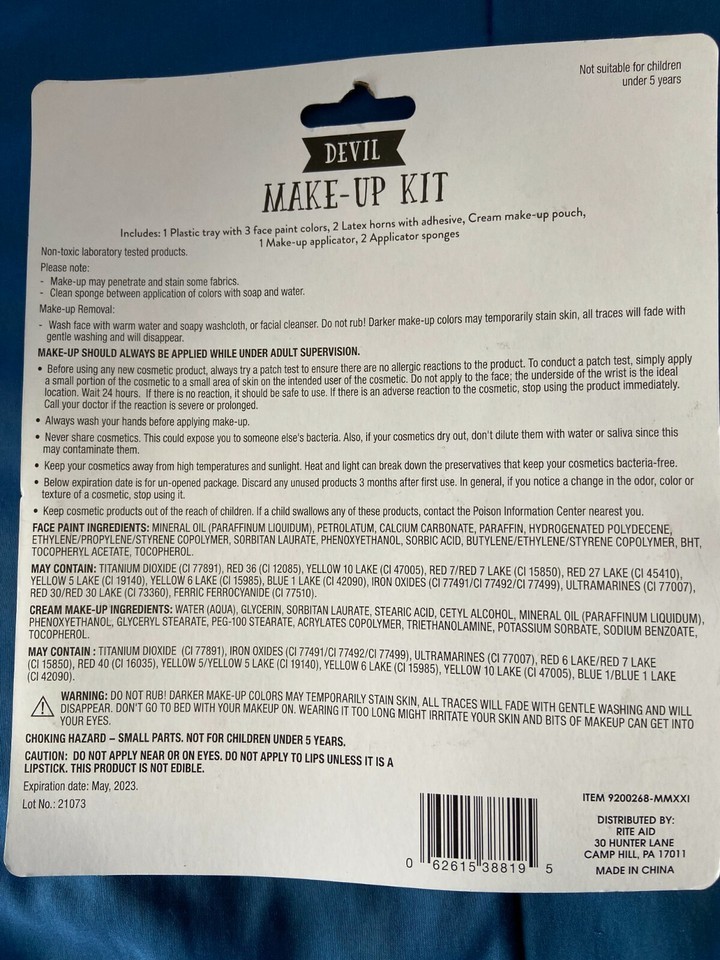 Not suitable for children
under 5 years
DEVIL
MAKE-UP KIT
Includes: 1 Plastic tray with 3 face paint colors, 2 Latex horns with adhesive, Cream make-up pouch,
1 Make-up applicator, 2 Applicator sponges
Non-toxic laboratory tested products.
Please note:
- Make-up may penetrate and stain some fabrics.
- Clean sponge between application of colors with soap and water.
Make-up Removal:
- Wash face with warm water and soapy washcloth, or facial cleanser. Do not rub! Darker make-up colors may temporarily stain skin, all traces will fade with
gentle washing and will disappear.
MAKE-UP SHOULD ALWAYS BE APPLIED WHILE UNDER ADULT SUPERVISION.
• Before using any new cosmetic product, always try a patch test to ensure there are no allergic reactions to the product. To conduct a patch test, simply apply
a small portion of the cosmetic to a small area of skin on the intended user of the cosmetic. Do not apply to the face; the underside of the wrist is the ideal
location. Wait 24 hours. If there is no reaction, it should be safe to use. If there is an adverse reaction to the cosmetic, stop using the product immediately.
Call your doctor if the reaction is severe or prolonged.
• Always wash your hands before applying make-up.
• Never share cosmetics. This could expose you to someone else's bacteria. Also, if your cosmetics dry out, don't dilute them with water or saliva since this
may contaminate them.
• Keep your cosmetics away from high temperatures and sunlight. Heat and light can break down the preservatives that keep your cosmetics bacteria-free.
• Below expiration date is for un-opened package. Discard any unused products 3 months after first use. In general, if you notice a change in the odor, color or
texture of a cosmetic, stop using it.
• Keep cosmetic products out of the reach of children. If a child swallows any of these products, contact the Poison Information Center nearest you.
FACE PAINT INGREDIENTS: MINERAL OIL (PARAFFINUM LIQUIDUM), PETROLATUM, CALCIUM CARBONATE, PARAFFIN, HYDROGENATED POLYDECENE,
ETHYLENE/PROPYLENE/STYRENE COPOLYMER, SORBITAN LAURATE, PHENOXYETHANOL, SORBIC ACID, BUTYLENE/ETHYLENE/STYRENE COPOLYMER, BHT,
TOCOPHERYL ACETATE, TOCOPHEROL.
MAY CONTAIN: TITANIUM DIOXIDE (CI 77891), RED 36 (CI 12085), YELLOW 10 LAKE (CI 47005), RED 7/RED 7 LAKE (CI 15850), RED 27 LAKE (CI 45410),
YELLOW 5 LAKE (CI 19140), YELLOW 6 LAKE (CI 15985), BLUE 1 LAKE (CI 42090), IRON OXIDES (CI 77491/CI 77492/CI 77499), ULTRAMARINES (CI 77007),
RED 30/RED 30 LAKE (CI 73360), FERRIC FERROCYANIDE (CI 77510).
CREAM MAKE-UP INGREDIENTS: WATER (AQUA), GLYCERIN, SORBITAN LAURATE, STEARIC ACID, CETYL ALCOHOL, MINERAL OIL (PARAFFINUM LIQUIDUM),
PHENOXYETHANOL, GLYCERYL STEARATE, PEG-100 STEARATE, ACRYLATES COPOLYMER, TRIETHANOLAMINE, POTASSIUM SORBATE, SODIUM BENZOATE,
TOCOPHEROL.
MAY CONTAIN : TITANIUM DIOXIDE (CI 77891), IRON OXIDES (CI 77491/CI 77492/CI 77499), ULTRAMARINES (CI 77007), RED 6 LAKE/RED 7 LAKE
(CI 15850), RED 40 (CI 16035), YELLOW 5/YELLOW 5 LAKE (CI 19140), YELLOW 6 LAKE (CI 15985), YELLOW 10 LAKE (CI 47005), BLUE 1/BLUE 1 LAKE
(CI 42090).
WARNING: DO NOT RUB! DARKER MAKE-UP COLORS MAY TEMPORARILY STAIN SKIN, ALL TRACES WILL FADE WITH GENTLE WASHING AND WILL
DISAPPEAR. DON'T GO TO BED WITH YOUR MAKEUP ON. WEARING IT TOO LONG MIGHT IRRITATE YOUR SKIN AND BITS OF MAKEUP CAN GET INTO
YOUR EYES.
CHOKING HAZARD – SMALL PARTS. NOT FOR CHILDREN UNDER 5 YEARS.
CAUTION: DO NOT APPLY NEAR OR ON EYES. DO NOT APPLY TO LIPS UNLESS IT IS A
LIPSTICK. THIS PRODUCT IS NOT EDIBLE.
Expiration date: May, 2023.
Lot No.: 21073
0 62615 38819 5
ITEM 9200268-MMXXI
DISTRIBUTED BY:
RITE AID
30 HUNTER LANE
CAMP HILL, PA 17011
MADE IN CHINA